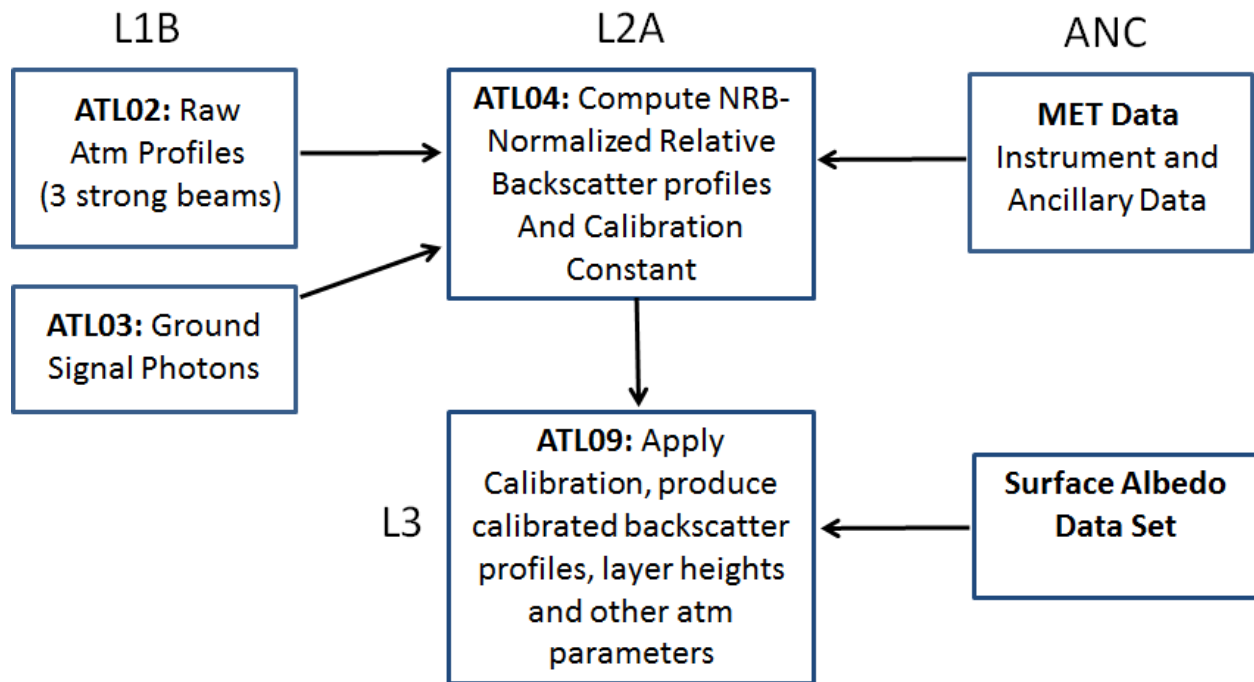 L1B
L2A
ANC
ATL02: Raw
Atm Profiles
(3 strong beams)
ATL04: Compute NRB-
Normalized Relative
Backscatter profiles
And Calibration
Constant
MET Data
Instrument and
Ancillary Data
ATL03: Ground
Signal Photons
L3
ATL09: Apply
Calibration, produce
calibrated backscatter
profiles, layer heights
and other atm
parameters
Surface Albedo
Data Set